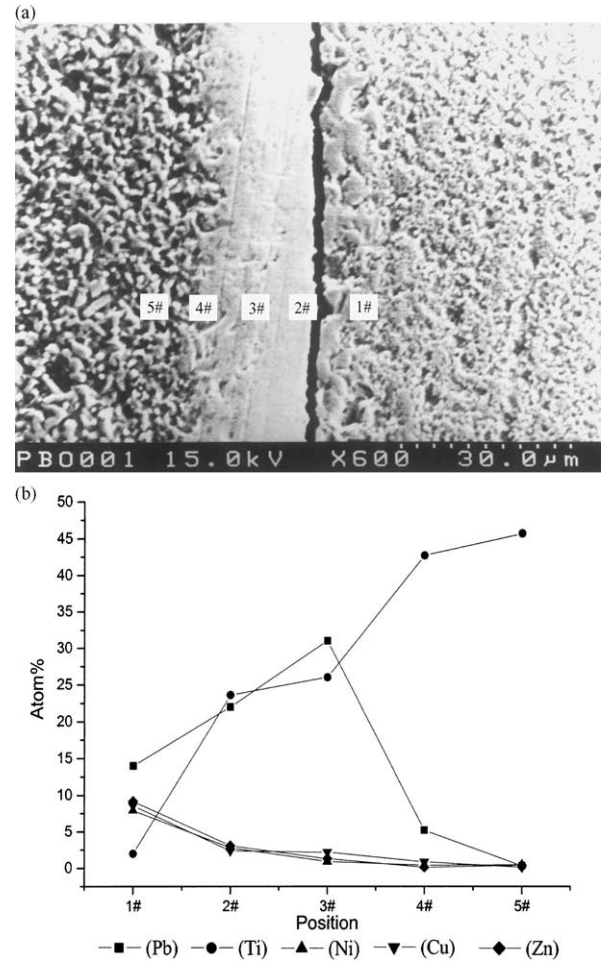 (a)
5# 4# 3# 2# 1#
PBO001 15.0kV X600 30.0µm
(b)
50
45
40
35
30
25
20
15
10
5
0
Atom%
1# 2# 3# 4# 5#
Position
(Pb) (Ti) (Ni) (Cu) (Zn)